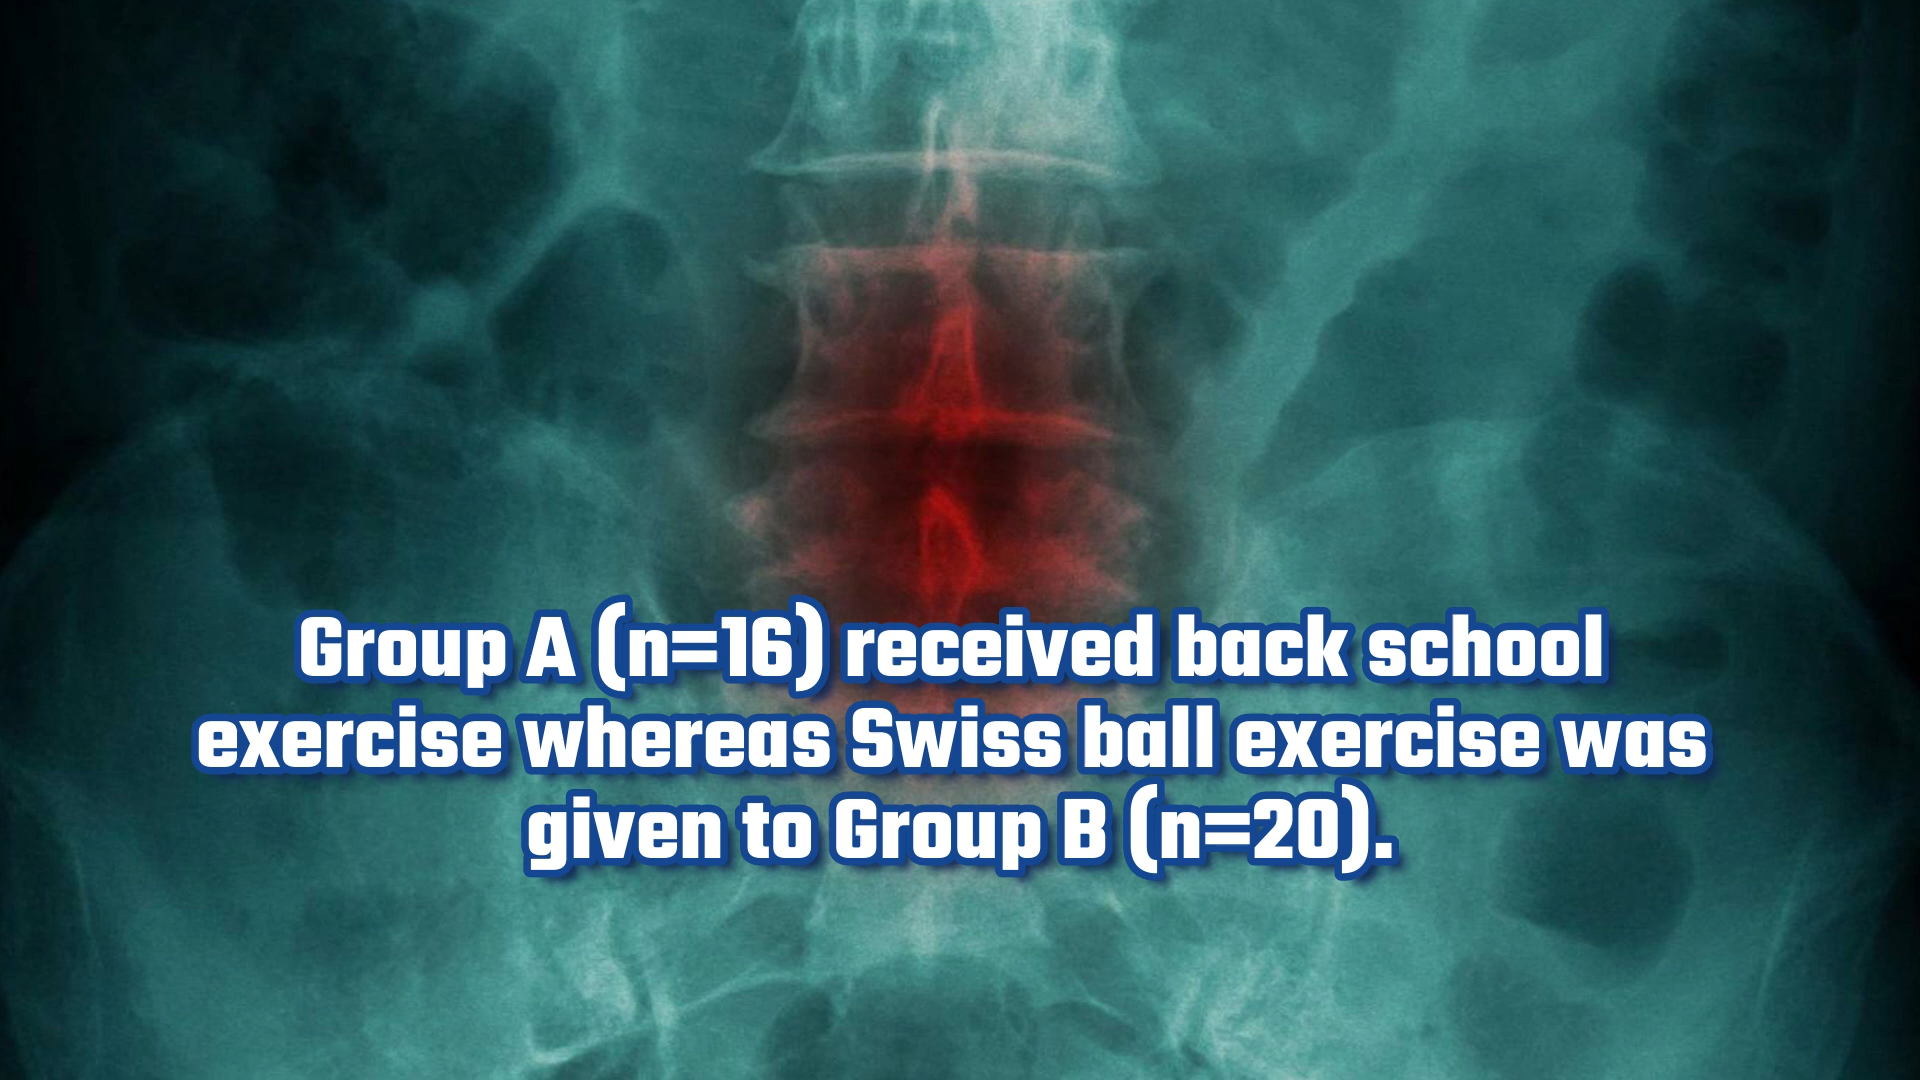 Group A (n=16) received back school
exercise whereas Swiss ball exercise was
given to Group B (n=20).